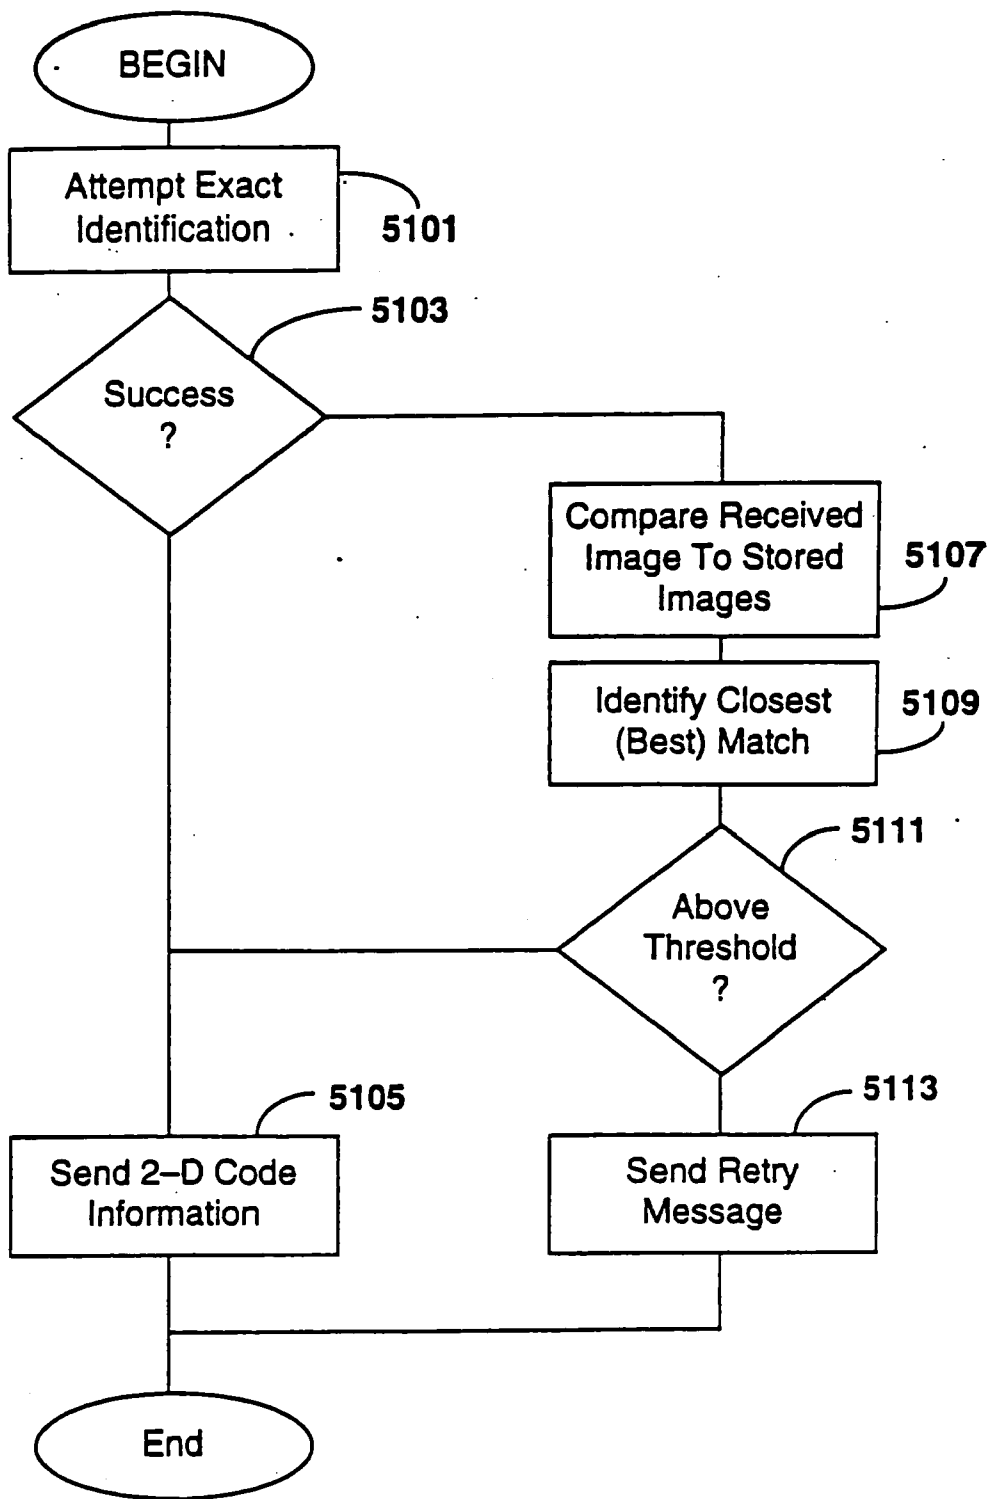 BEGIN
Attempt Exact
Identification
5101
5103
Success
?
Compare Received
Image To Stored
Images
5107
Identify Closest
(Best) Match
5109
5111
Above
Threshold
?
5105
Send 2–D Code
Information
5113
Send Retry
Message
End